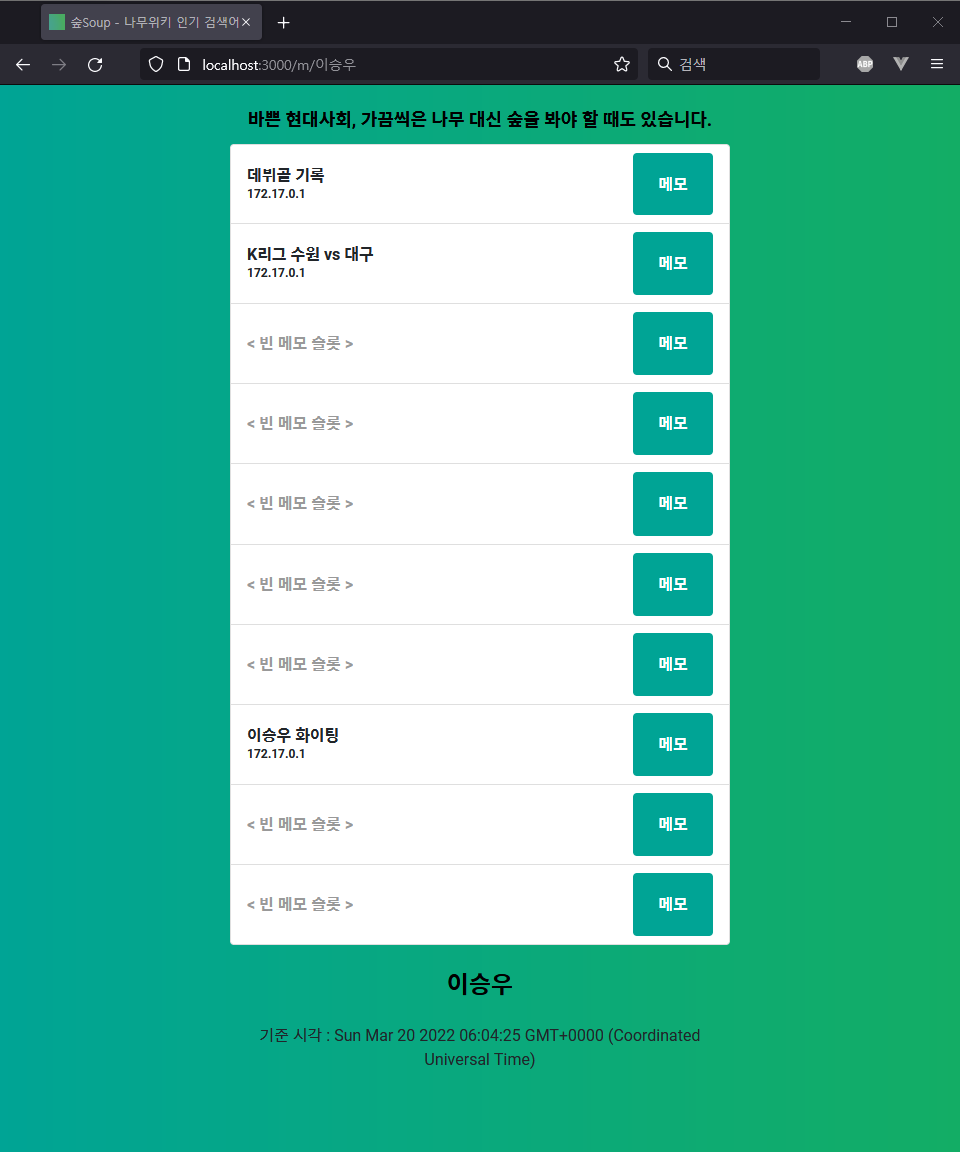 숲Soup - 나무위키 인기 검색어
localhost:3000/m/이승우
검색
ABP
바쁜 현대사회, 가끔씩은 나무 대신 숲을 봐야 할 때도 있습니다.
데뷔골 기록
172.17.0.1
메모
K리그 수원 vs 대구
172.17.0.1
메모
< 빈 메모 슬롯 >
메모
< 빈 메모 슬롯 >
메모
< 빈 메모 슬롯 >
메모
< 빈 메모 슬롯 >
메모
< 빈 메모 슬롯 >
메모
이승우 화이팅
172.17.0.1
메모
< 빈 메모 슬롯 >
메모
< 빈 메모 슬롯 >
메모
이승우
기준 시각 : Sun Mar 20 2022 06:04:25 GMT+0000 (Coordinated
Universal Time)